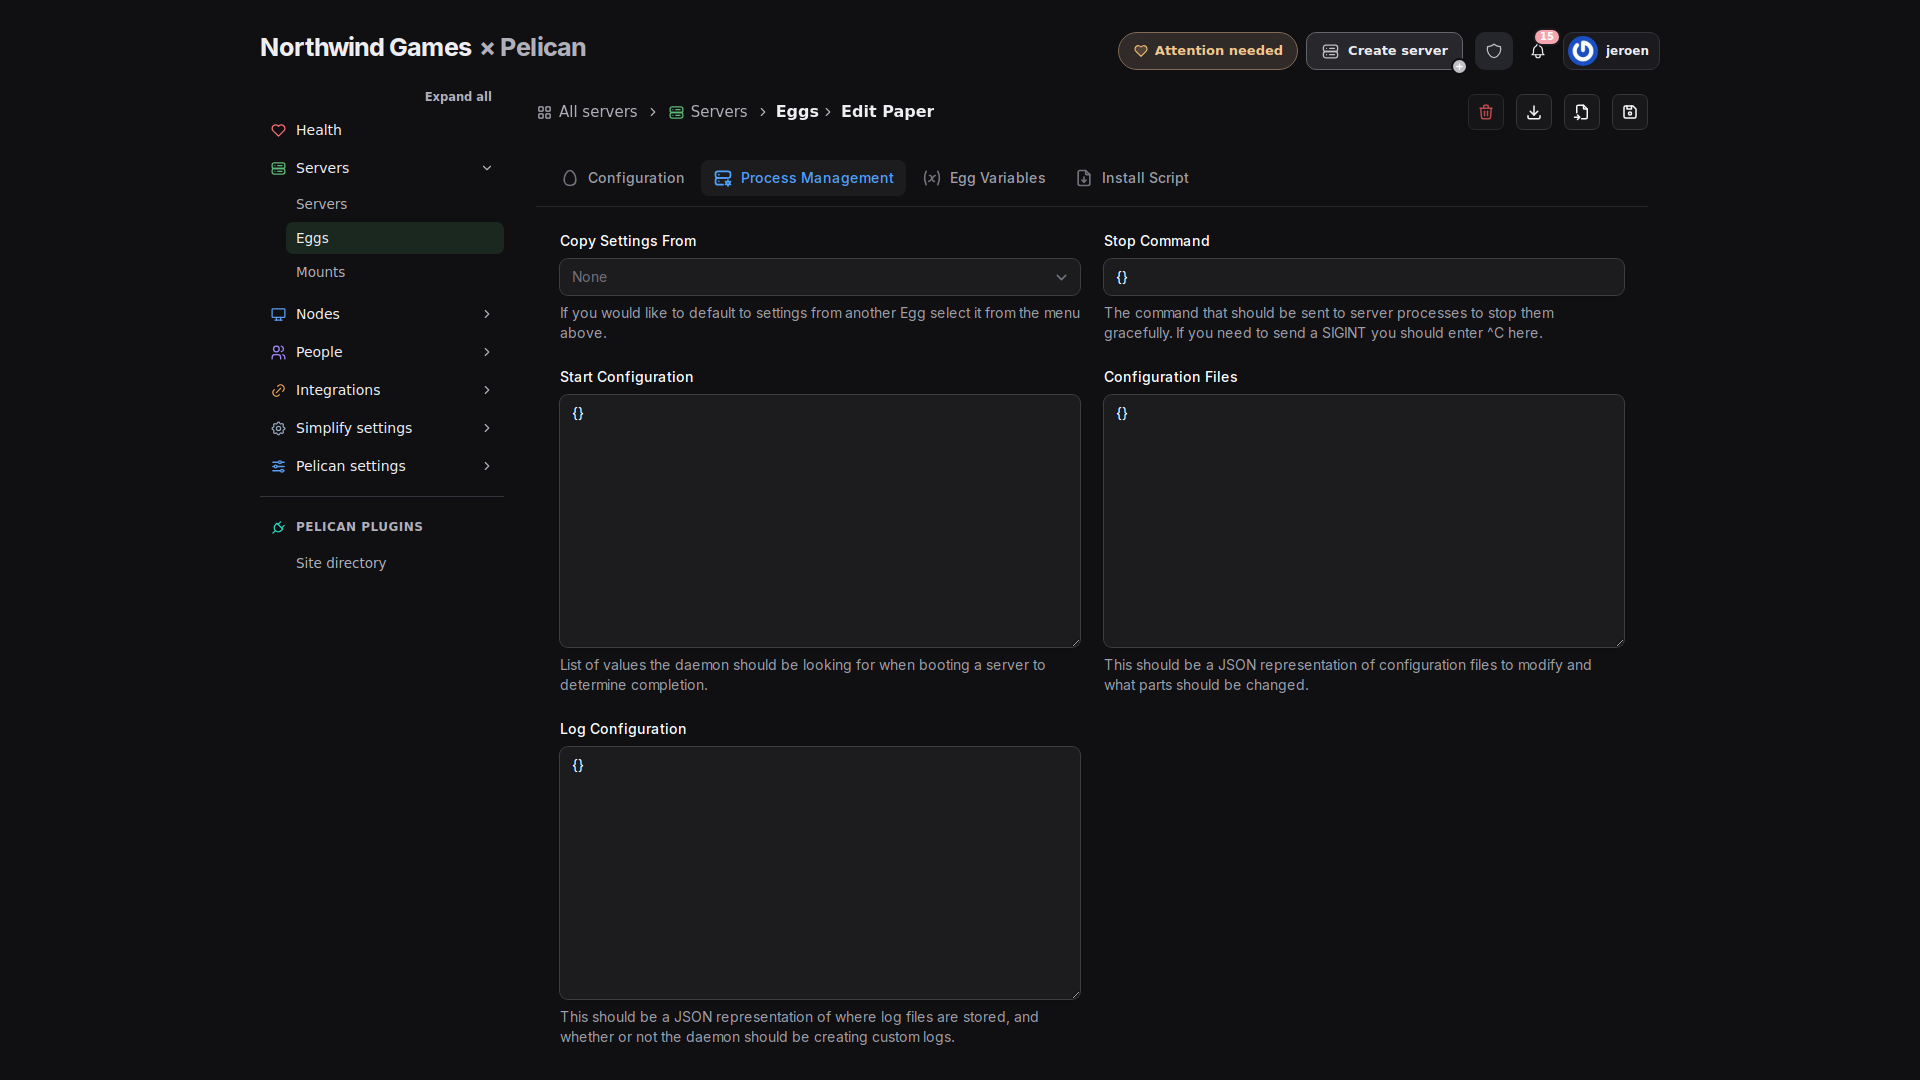 Northwind Games × Pelican
Attention needed
Create server
15
jeroen
Expand all
Health
Servers
Servers
Eggs
Mounts
Nodes
People
Integrations
Simplify settings
Pelican settings
PELICAN PLUGINS
Site directory
All servers > Servers > Eggs > Edit Paper
Configuration
Process Management
Egg Variables
Install Script
Copy Settings From
None
If you would like to default to settings from another Egg select it from the menu
above.
Stop Command
{}
The command that should be sent to server processes to stop them
gracefully. If you need to send a SIGINT you should enter ^C here.
Start Configuration
{}
List of values the daemon should be looking for when booting a server to
determine completion.
Configuration Files
{}
This should be a JSON representation of configuration files to modify and
what parts should be changed.
Log Configuration
{}
This should be a JSON representation of where log files are stored, and
whether or not the daemon should be creating custom logs.